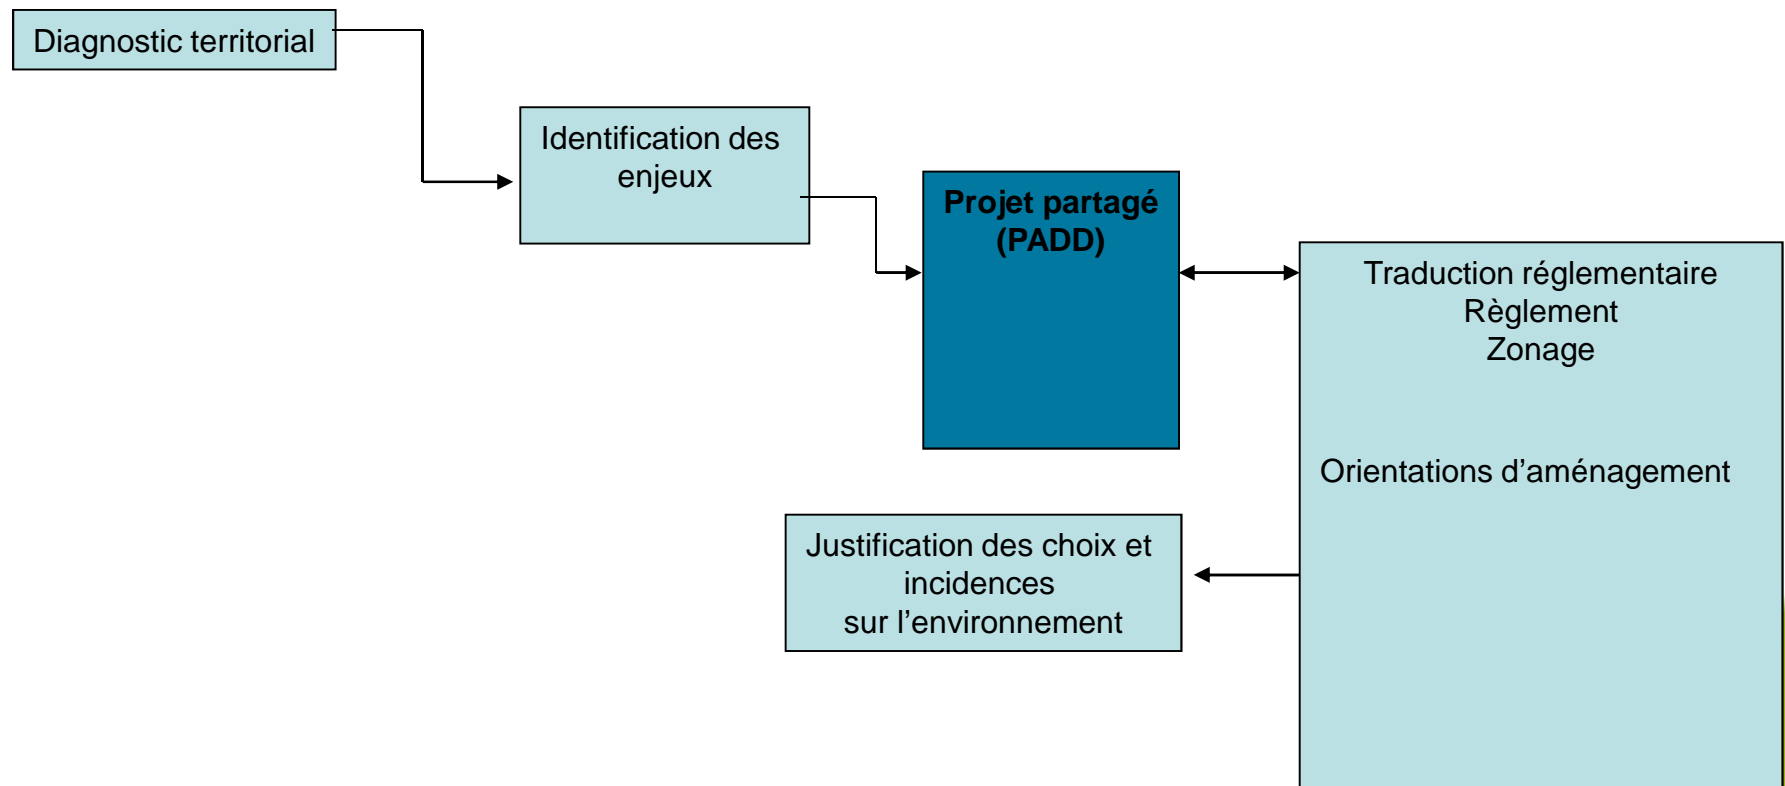 Diagnostic territorial
Identification des
enjeux
Projet partagé
(PADD)
Traduction réglementaire
Règlement
Zonage
Orientations d’aménagement
Justification des choix et
incidences
sur l’environnement